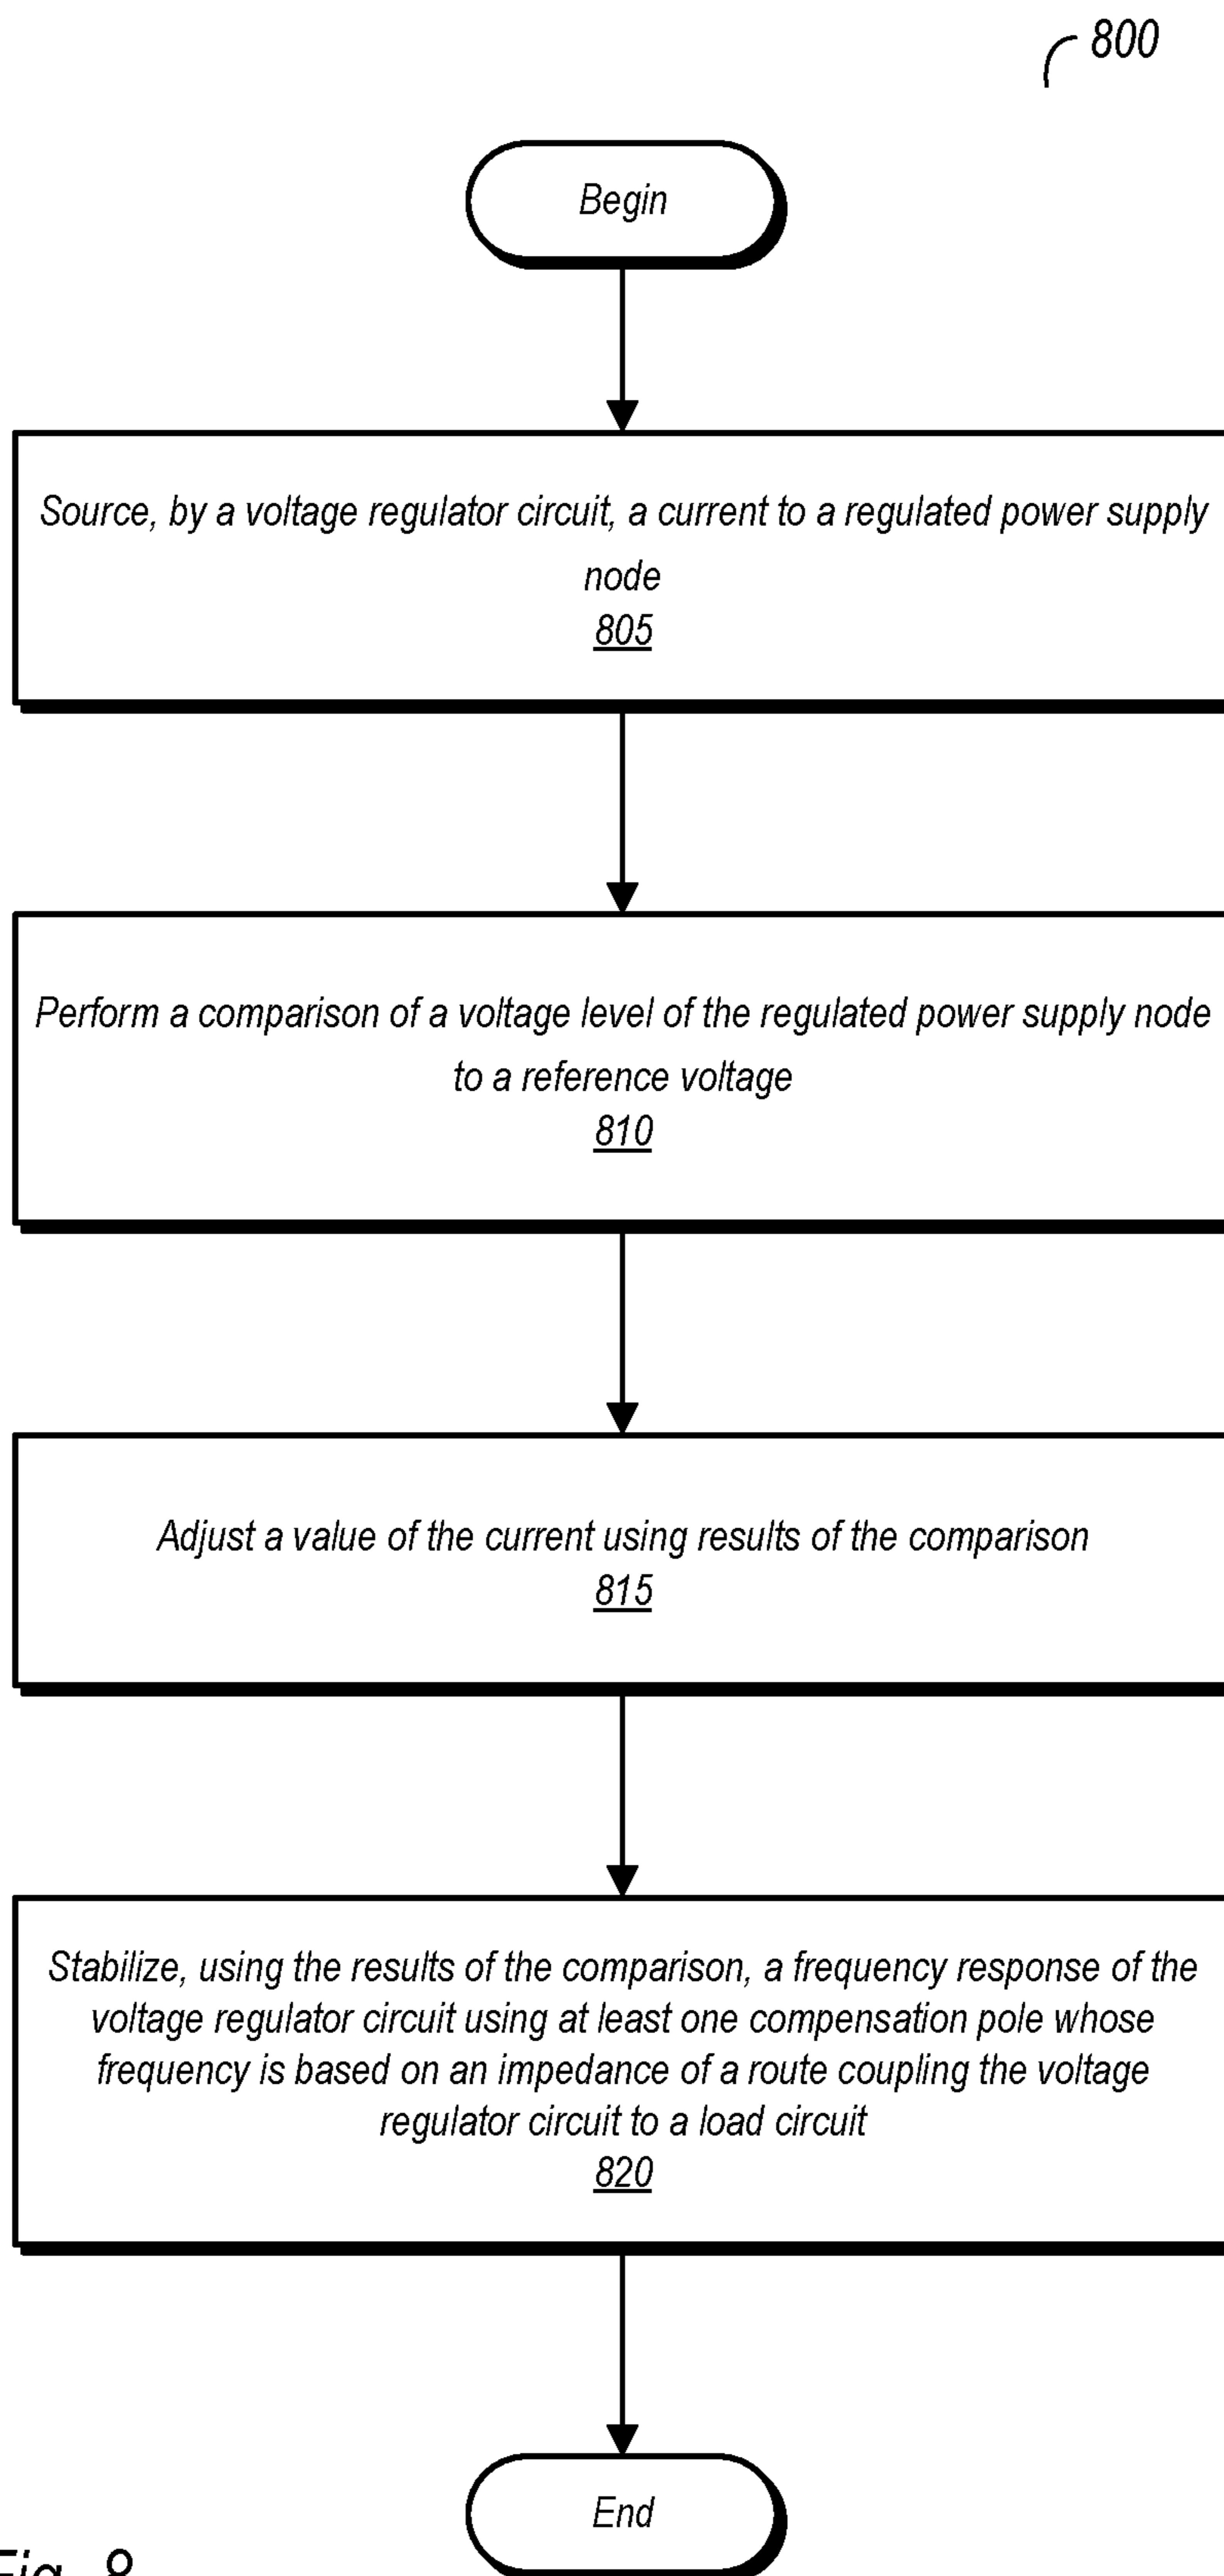 800
Begin
Source, by a voltage regulator circuit, a current to a regulated power supply
node
805
Perform a comparison of a voltage level of the regulated power supply node
to a reference voltage
810
Adjust a value of the current using results of the comparison
815
Stabilize, using the results of the comparison, a frequency response of the
voltage regulator circuit using at least one compensation pole whose
frequency is based on an impedance of a route coupling the voltage
regulator circuit to a load circuit
820
End
Fig. 8